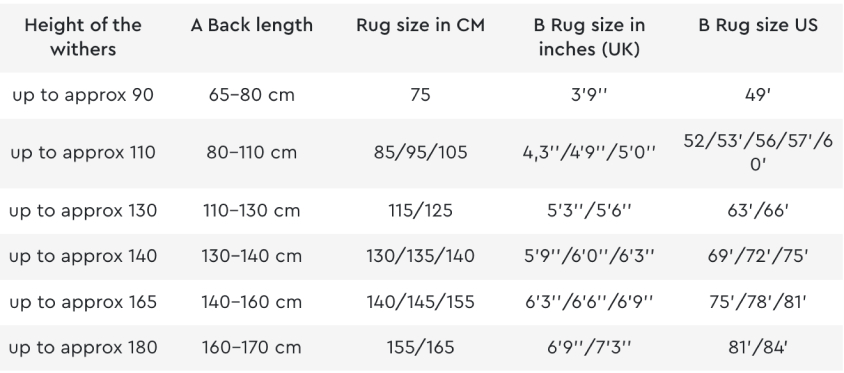 Height of the withers A Back length Rug size in CM B Rug size in inches (UK) B Rug size US
up to approx 90 65–80 cm 75 3'9'' 49'
up to approx 110 80–110 cm 85/95/105 4,3''/4'9''/5'0'' 52/53'/56/57'/60'
up to approx 130 110–130 cm 115/125 5'3''/5'6'' 63'/66'
up to approx 140 130–140 cm 130/135/140 5'9''/6'0''/6'3'' 69'/72'/75'
up to approx 165 140–160 cm 140/145/155 6'3''/6'6''/6'9'' 75'/78'/81'
up to approx 180 160–170 cm 155/165 6'9''/7'3'' 81'/84'